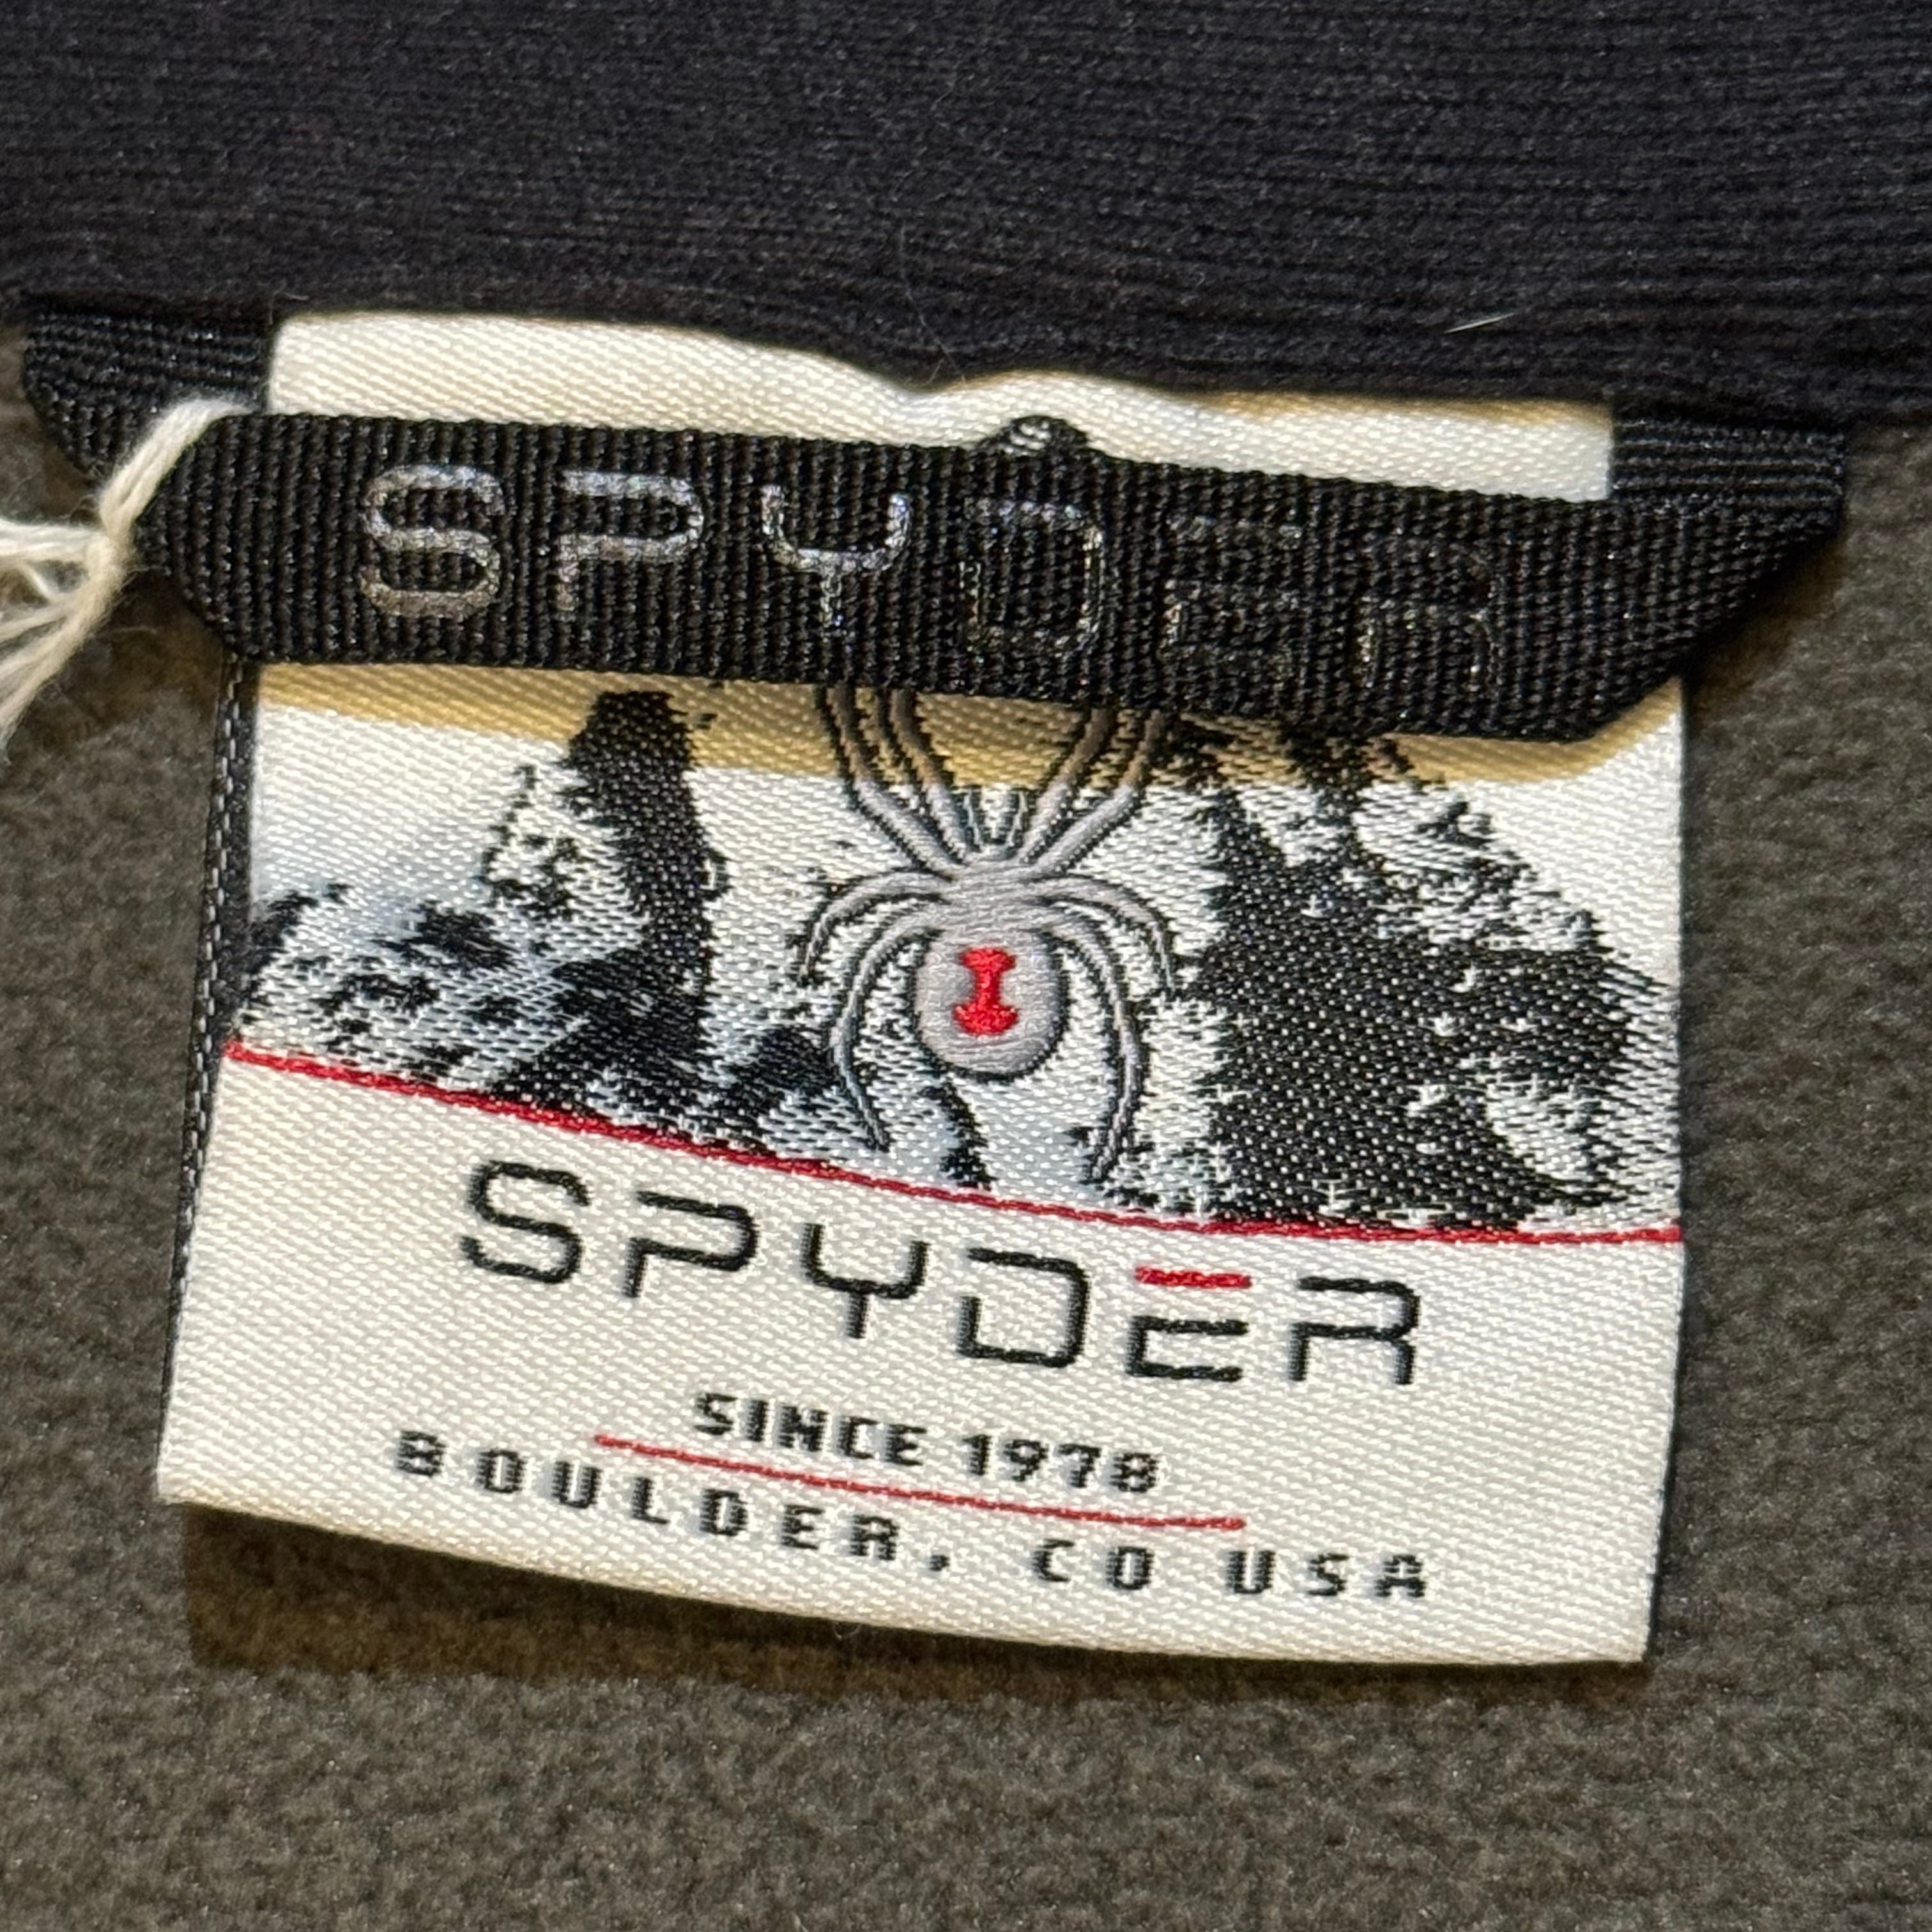 SPYDER
SPYDER
SINCE 1978
BOULDER, CO USA